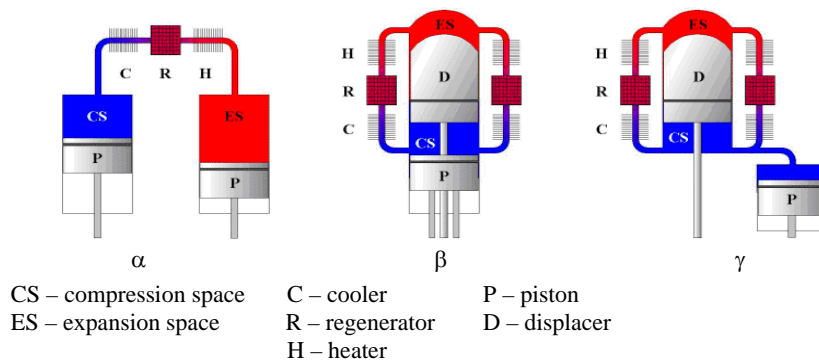 ES
ES
H
H
C R H
D
D
R
R
CS
ES
C
C
CS
CS
P
P
P
P
α
β
γ
CS – compression space
C – cooler
P – piston
ES – expansion space
R – regenerator
D – displacer
H – heater